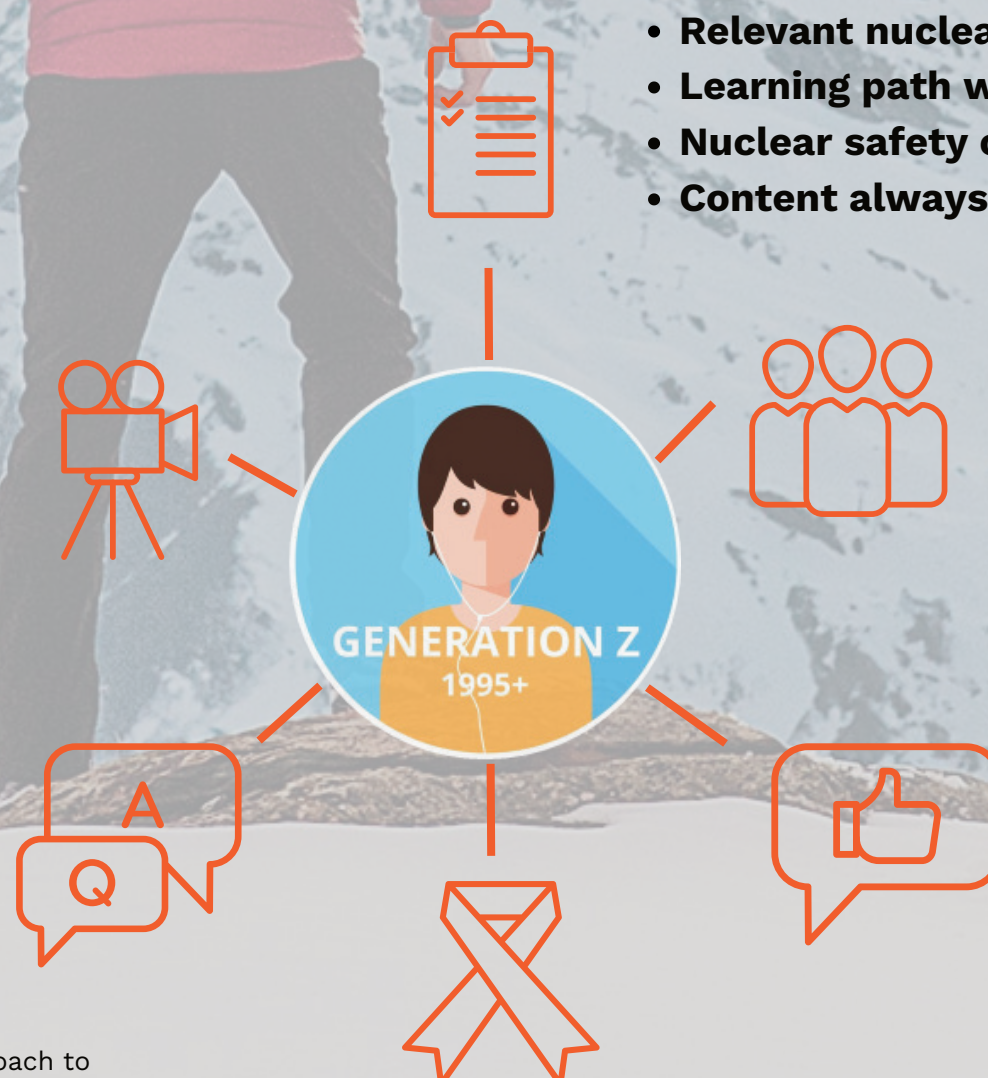 • Relevant nuclea
• Learning path w
• Nuclear safety
• Content always
GENERATION Z
1995+
A
Q
oach to